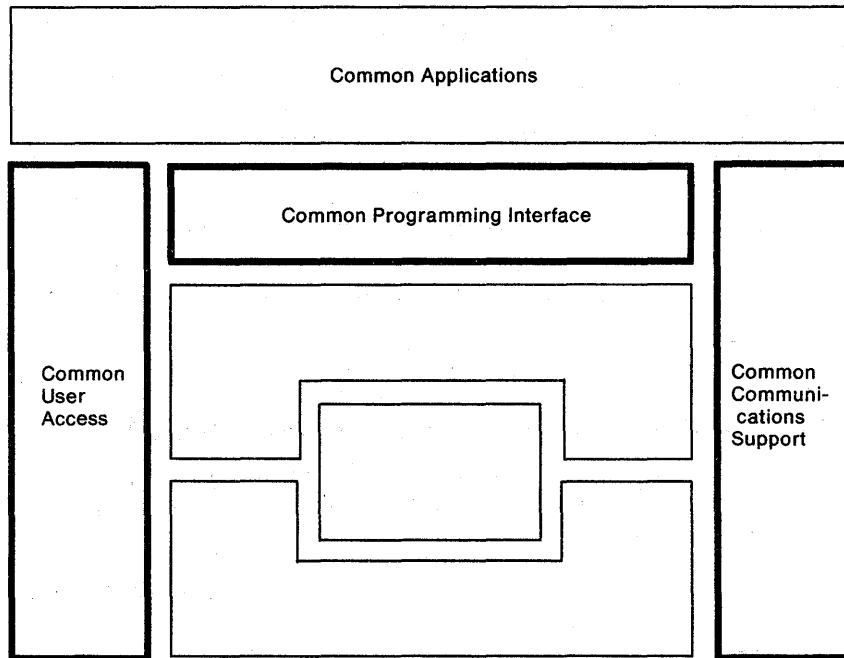 Common Applications
Common Programming Interface
Common
User
Access
Common
Communi-
cations
Support